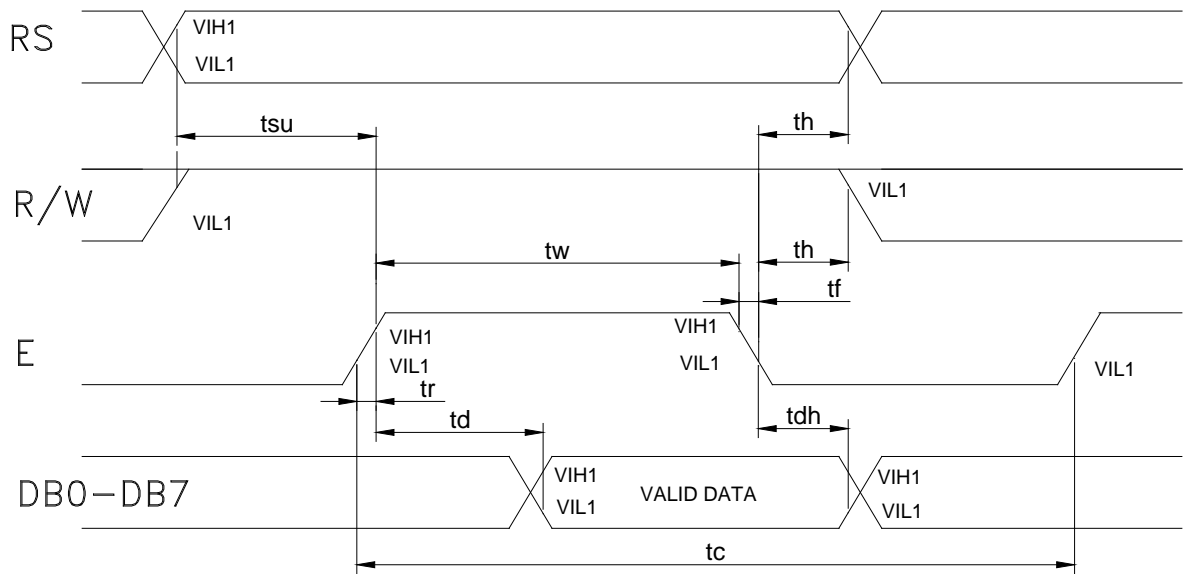 RS
VIH1
VIL1
tsu
th
R/W
VIL1
VIL1
tw
th
tf
E
VIH1
VIL1
VIH1
VIL1
VIL1
tr
td
tdh
DB0-DB7
VIH1
VIL1
VALID DATA
VIH1
VIL1
tc